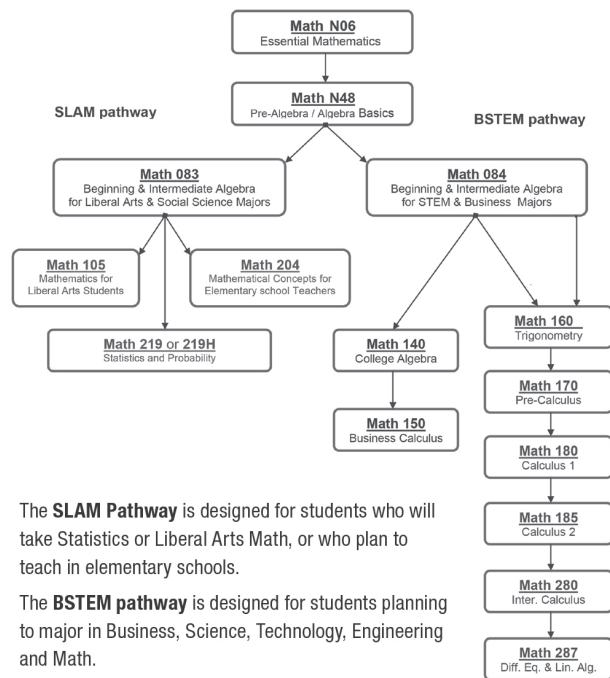 Math N06
Essential Mathematics
SLAM pathway
Math N48
Pre-Algebra / Algebra Basics
BSTEM pathway
Math 083
Beginning & Intermediate Algebra
for Liberal Arts & Social Science Majors
Math 084
Beginning & Intermediate Algebra
for STEM & Business Majors
Math 105
Mathematics for
Liberal Arts Students
Math 204
Mathematical Concepts for
Elementary school Teachers
Math 219 or 219H
Statistics and Probability
Math 140
College Algebra
Math 150
Business Calculus
Math 160
Trigonometry
Math 170
Pre-Calculus
Math 180
Calculus 1
Math 185
Calculus 2
Math 280
Inter. Calculus
Math 287
Diff. Eq. & Lin. Alg.
The SLAM Pathway is designed for students who will
take Statistics or Liberal Arts Math, or who plan to
teach in elementary schools.
The BSTEM pathway is designed for students planning
to major in Business, Science, Technology, Engineering
and Math.